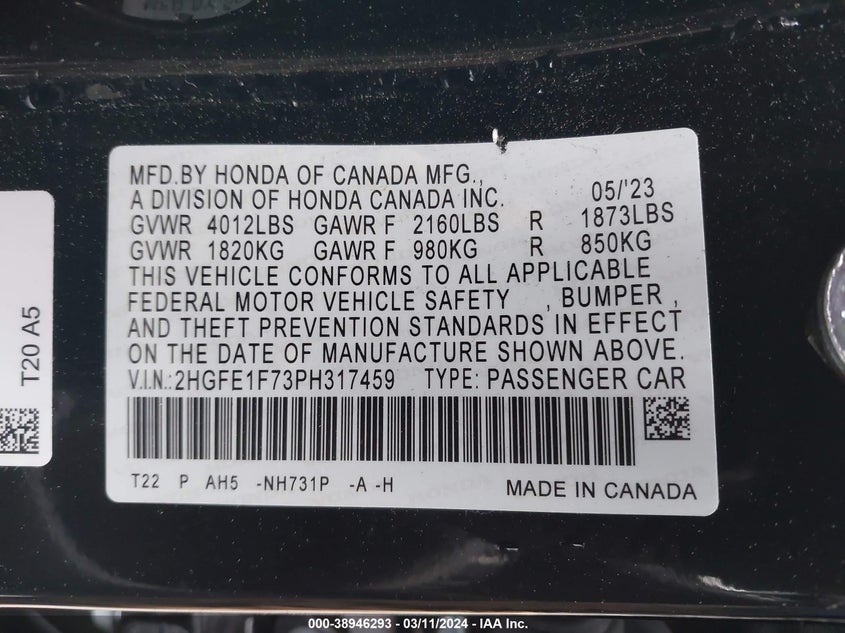 MFD.BY HONDA OF CANADA MFG.,
A DIVISION OF HONDA CANADA INC. 05/'23
GVWR 4012LBS GAWR F 2160LBS R 1873LBS
GVWR 1820KG GAWR F 980KG R 850KG
THIS VEHICLE CONFORMS TO ALL APPLICABLE
FEDERAL MOTOR VEHICLE SAFETY , BUMPER ,
AND THEFT PREVENTION STANDARDS IN EFFECT
ON THE DATE OF MANUFACTURE SHOWN ABOVE.
V.I.N.:2HGFE1F73PH317459 TYPE: PASSENGER CAR
T22 P AH5 -NH731P -A -H MADE IN CANADA
T20 A5
000-38946293 - 03/11/2024 - IAA Inc.